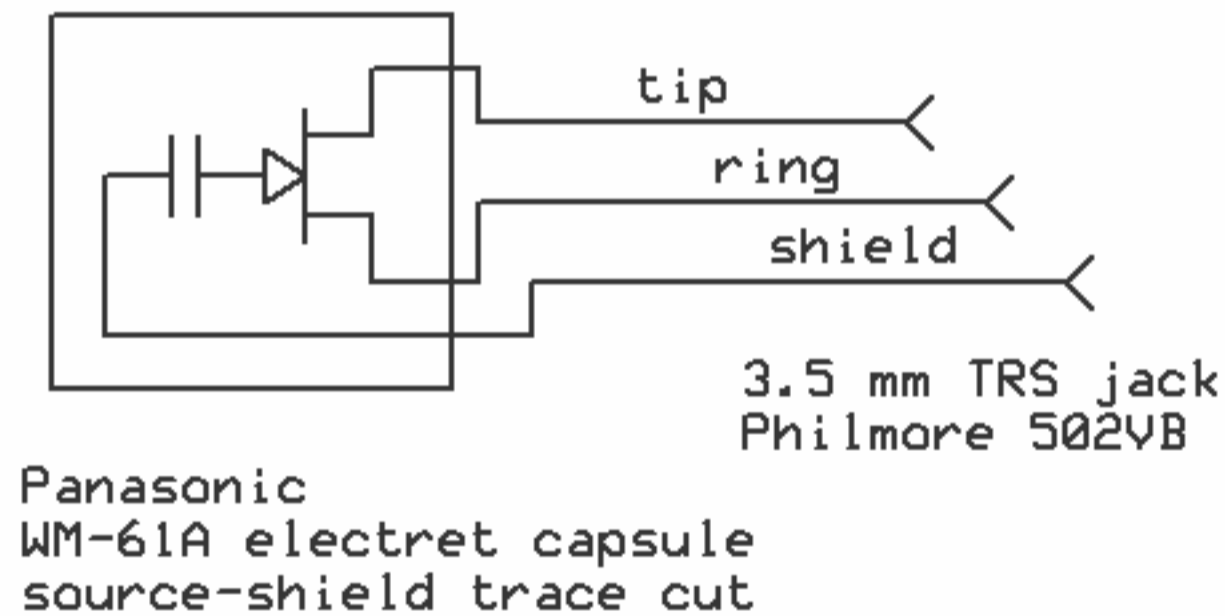 tip
ring
shield
3.5 mm TRS jack
Philmore 502VB
Panasonic
WM-61A electret capsule
source-shield trace cut